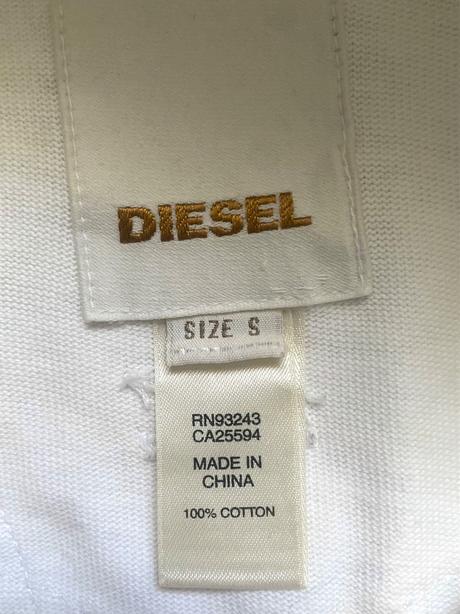 DIESEL
SIZE S
RN93243
CA25594
MADE IN
CHINA
100% COTTON